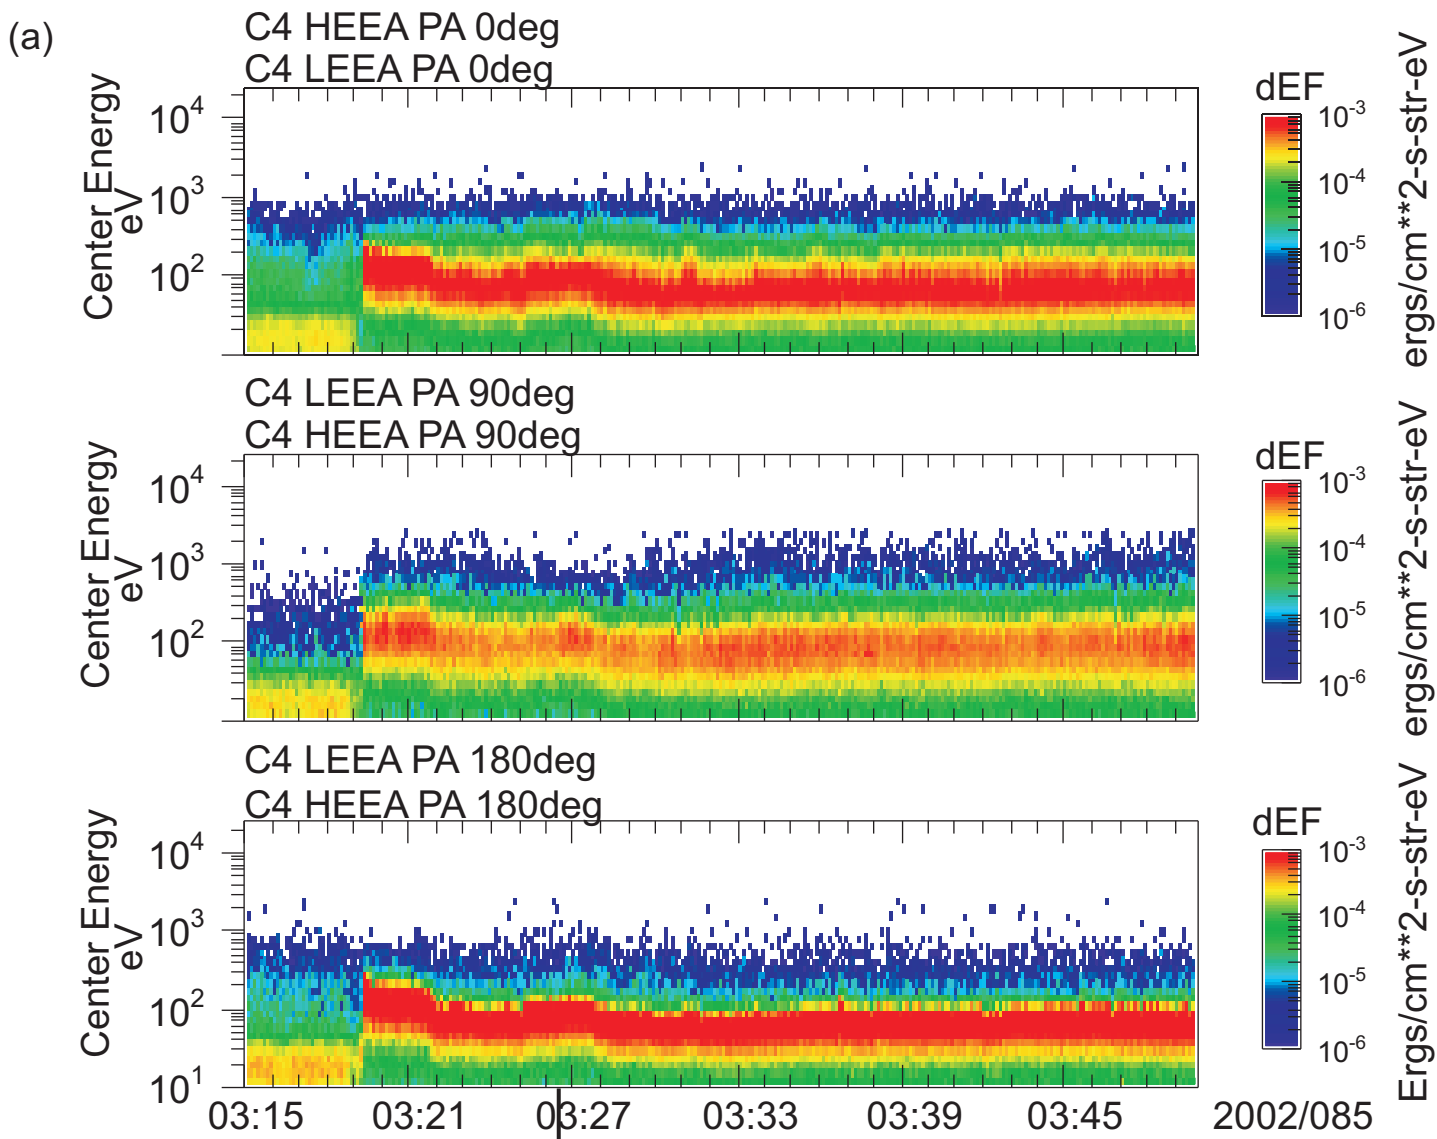 (a)
C4 HEEA PA 0deg
C4 LEEA PA 0deg
Center Energy
eV
10^4
10^3
10^2
dEF
10^-3
10^-4
10^-5
10^-6
ergs/cm**2-s-str-eV
C4 LEEA PA 90deg
C4 HEEA PA 90deg
Center Energy
eV
10^4
10^3
10^2
dEF
10^-3
10^-4
10^-5
10^-6
ergs/cm**2-s-str-eV
C4 LEEA PA 180deg
C4 HEEA PA 180deg
Center Energy
eV
10^4
10^3
10^2
10^1
dEF
10^-3
10^-4
10^-5
10^-6
Ergs/cm**2-s-str-eV
03:15 03:21 03:27 03:33 03:39 03:45 2002/085